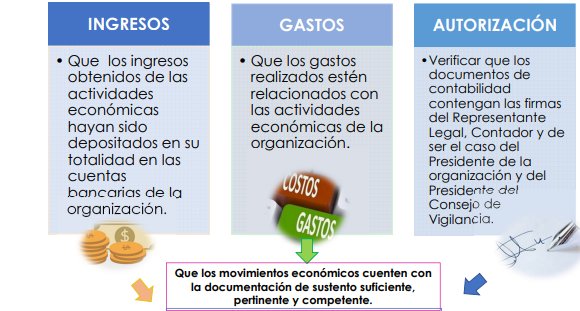 INGRESOS
• Que los ingresos
obtenidos de las
actividades
económicas
hayan sido
depositados en su
totalidad en las
cuentas
bancarias de la
organización.
GASTOS
• Que los gastos
realizados estén
relacionados con
las actividades
económicas de la
organización.
COSTOS
GASTOS
AUTORIZACIÓN
•Verificar que los
documentos de
contabilidad
contengan las firmas
del Representante
Legal, Contador y de
ser el caso del
Presidente de la
organización y del
Presidente del
Consejo de
Vigilancia.
Que los movimientos económicos cuenten con
la documentación de sustento suficiente,
pertinente y competente.